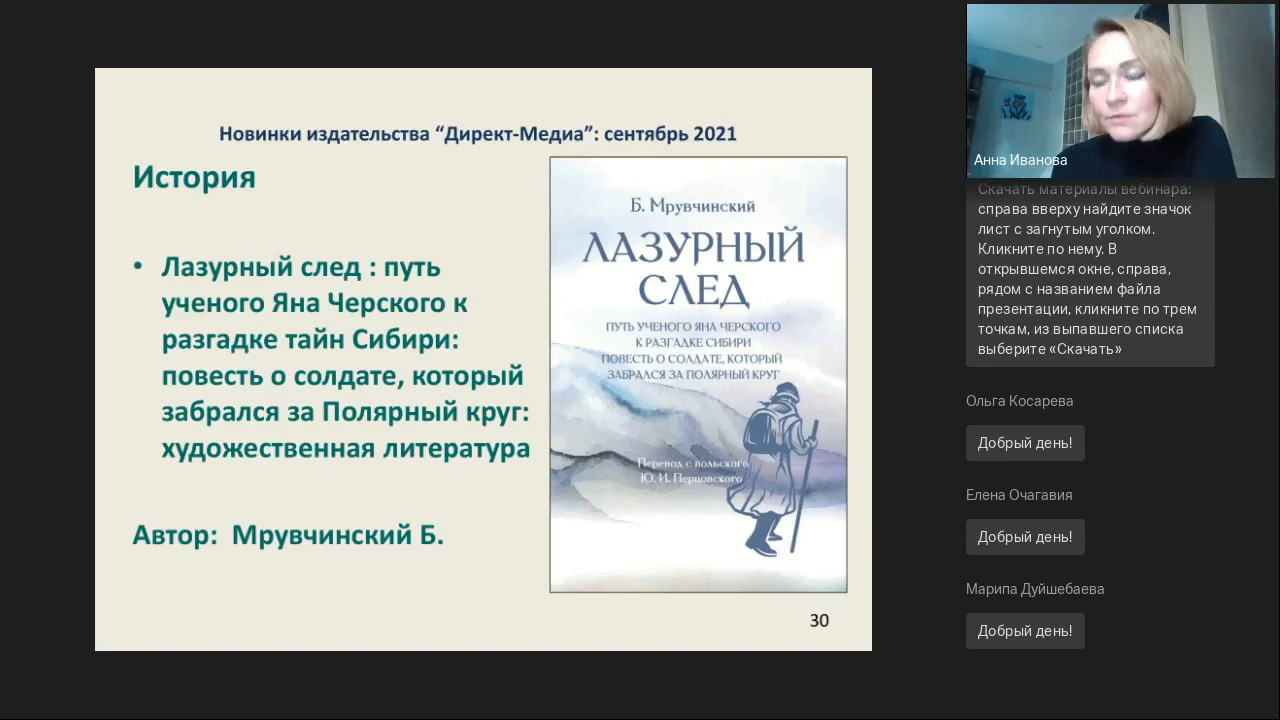 Новинки издательства “Директ-Медиа”: сентябрь 2021
История
• Лазурный след : путь
ученого Яна Черского к
разгадке тайн Сибири:
повесть о солдате, который
забрался за Полярный круг:
художественная литература
Автор: Мрувчинский Б.
Б. Мрувчинский
ЛАЗУРНЫЙ
СЛЕД
ПУТЬ УЧЕНОГО ЯНА ЧЕРСКОГО
К РАЗГАДКЕ СИБИРИ
ПОВЕСТЬ О СОЛДАТЕ, КОТОРЫЙ
ЗАБРАЛСЯ ЗА ПОЛЯРНЫЙ КРУГ
Перевод с польского
Ю. И. Перцовского
30
Анна Иванова
Скачать материалы вебинара:
справа вверху найдите значок
лист с загнутым уголком.
Кликните по нему. В
открывшемся окне, справа,
рядом с названием файла
презентации, кликните по трем
точкам, из выпавшего списка
выберите «Скачать»
Ольга Косарева
Добрый день!
Елена Очагавия
Добрый день!
Марипа Дуйшебаева
Добрый день!